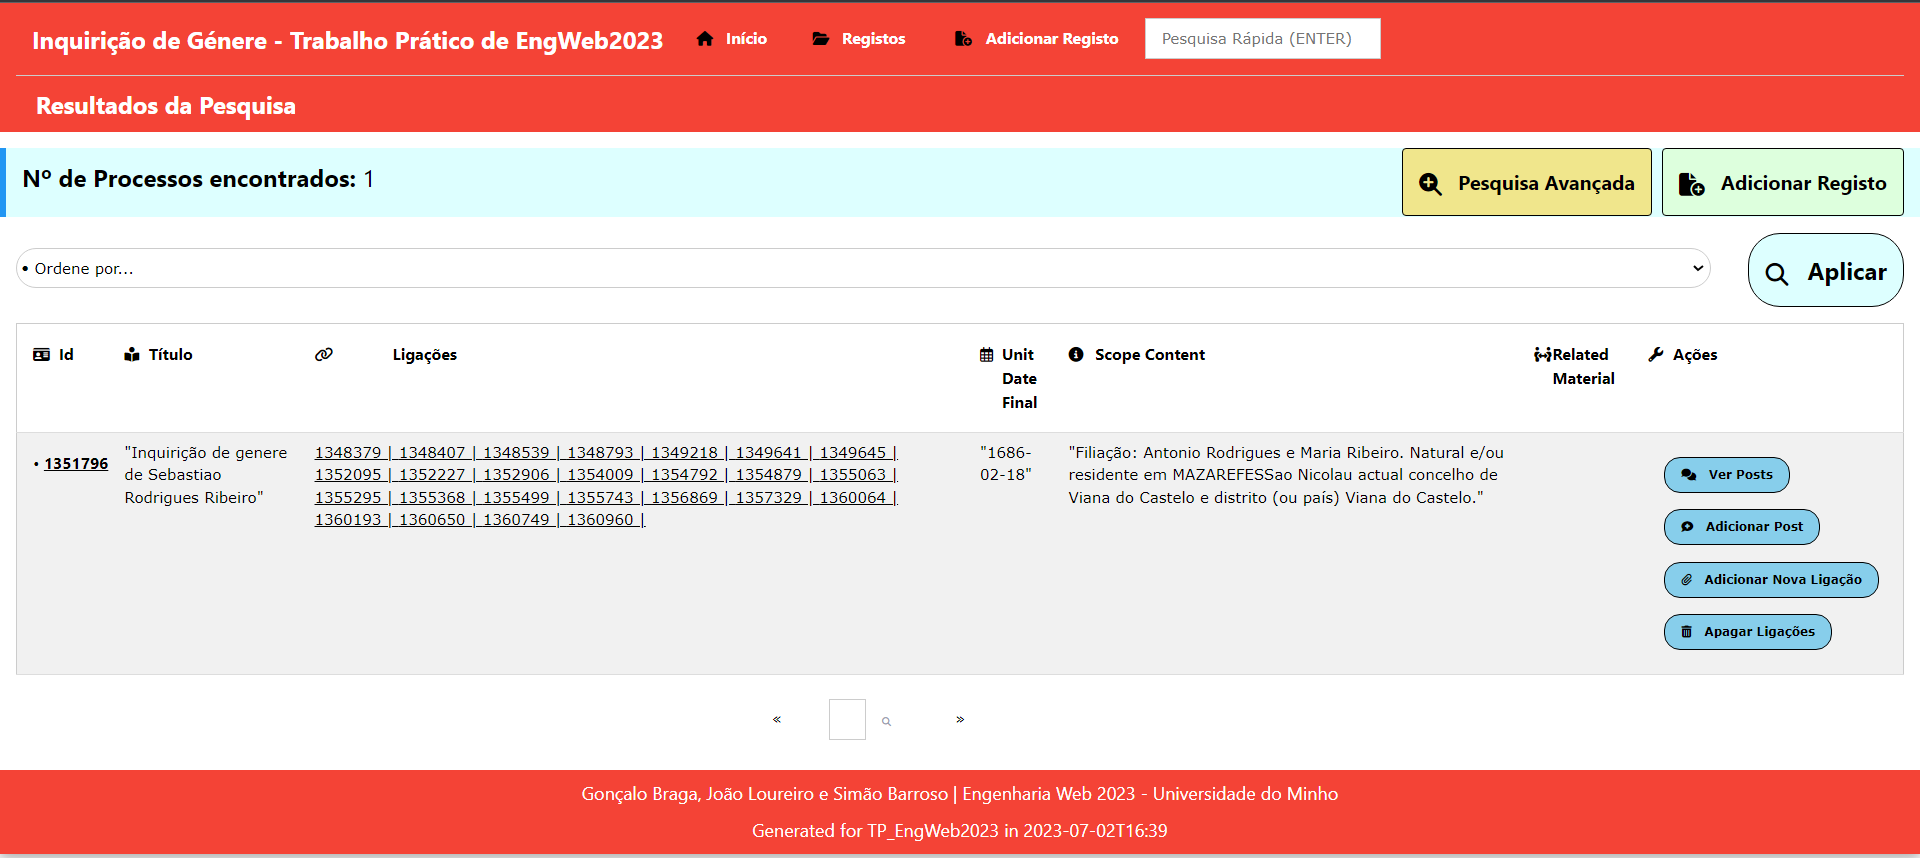 Inquirição de Génere - Trabalho Prático de EngWeb2023 Início Registos Adicionar Registo Pesquisa Rápida (ENTER)
Resultados da Pesquisa
Nº de Processos encontrados: 1
Pesquisa Avançada
Adicionar Registo
• Ordene por...
Aplicar
Id Título Ligações Unit Date Final Scope Content Related Material Ações
• 1351796
"Inquirição de genere
de Sebastiao
Rodrigues Ribeiro"
1348379 | 1348407 | 1348539 | 1348793 | 1349218 | 1349641 | 1349645 |
1352095 | 1352227 | 1352906 | 1354009 | 1354792 | 1354879 | 1355063 |
1355295 | 1355368 | 1355499 | 1355743 | 1356869 | 1357329 | 1360064 |
1360193 | 1360650 | 1360749 | 1360960 |
"1686-
02-18"
"Filiação: Antonio Rodrigues e Maria Ribeiro. Natural e/ou
residente em MAZAREFESSao Nicolau actual concelho de
Viana do Castelo e distrito (ou país) Viana do Castelo."
Ver Posts
Adicionar Post
Adicionar Nova Ligação
Apagar Ligações
« »
Gonçalo Braga, João Loureiro e Simão Barroso | Engenharia Web 2023 - Universidade do Minho
Generated for TP_EngWeb2023 in 2023-07-02T16:39